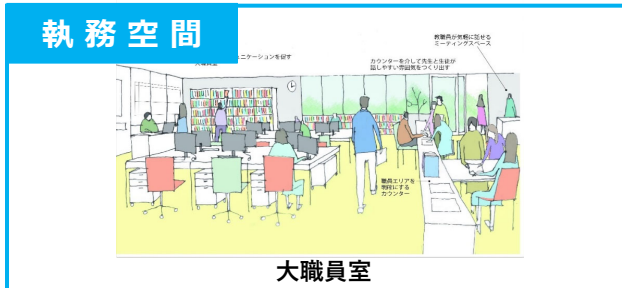 執務空間
ニケーションを促す
大職員室
教職員が気軽に話せる
ミーティングスペース
カウンターを介して先生と生徒が
話しやすい雰囲気をつくり出す
職員エリアを
明確にする
カウンター
大職員室